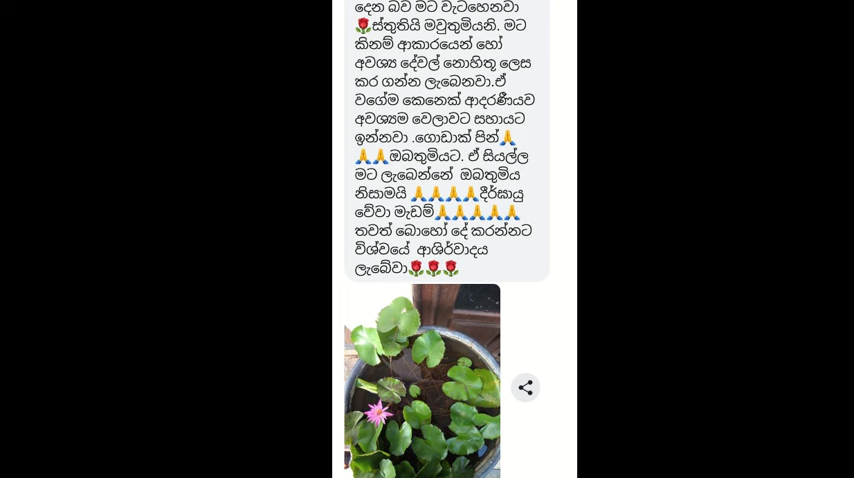 දෙන බව මට වැටහෙනවා
🌹ස්තුතියි මවුතුමියනි. මට
කිනම් ආකාරයෙන් හෝ
අවශ්‍ය දේවල් නොහිතූ ලෙස
කර ගන්න ලැබෙනවා.ඒ
වගේම කෙනෙක් ආදරණීයව
අවශ්‍යම වෙලාවට සහායට
ඉන්නවා .ගොඩාක් පින්🙏
🙏🙏ඔබතුමියට. ඒ සියල්ල
මට ලැබෙන්නේ ඔබතුමිය
නිසාමයි 🙏🙏🙏🙏දීර්ඝායු
වේවා මැඩම්🙏🙏🙏🙏🙏
තවත් බොහෝ දේ කරන්නට
විශ්වයේ ආශිර්වාදය
ලැබේවා🌹🌹🌹